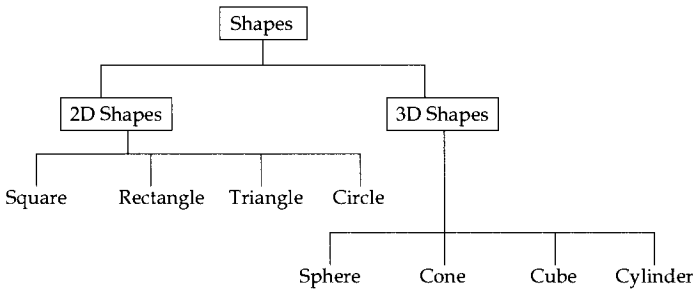 Shapes
2D Shapes 3D Shapes
Square Rectangle Triangle Circle
Sphere Cone Cube Cylinder